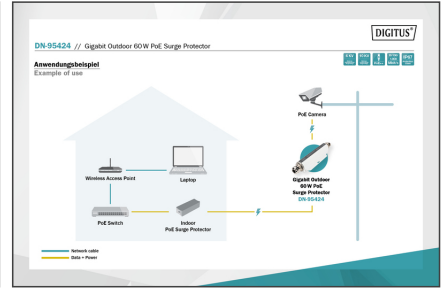 DIGITUS®
DN-95424 // Gigabit Outdoor 60 W PoE Surge Protector
Anwendungsbeispiel
Example of use
PoE Camera
Wireless Access Point
Laptop
Gigabit Outdoor
60 W PoE
Surge Protector
DN-95424
PoE Switch
Indoor
PoE Surge Protector
Network cable
Data + Power